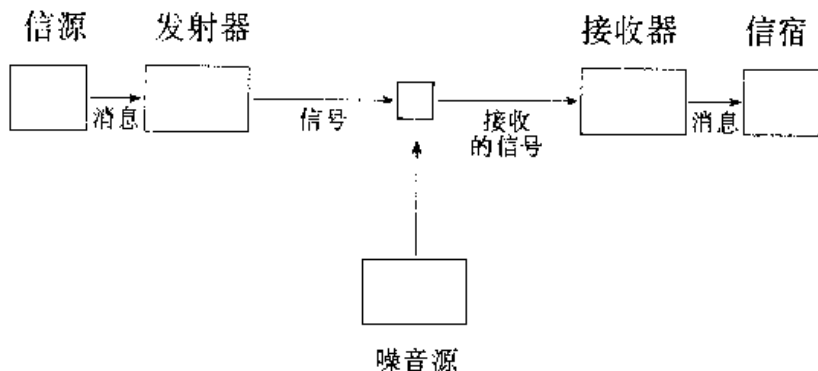 信源 发射器 接收器 信宿
消息 信号 接收的信号 消息
噪音源